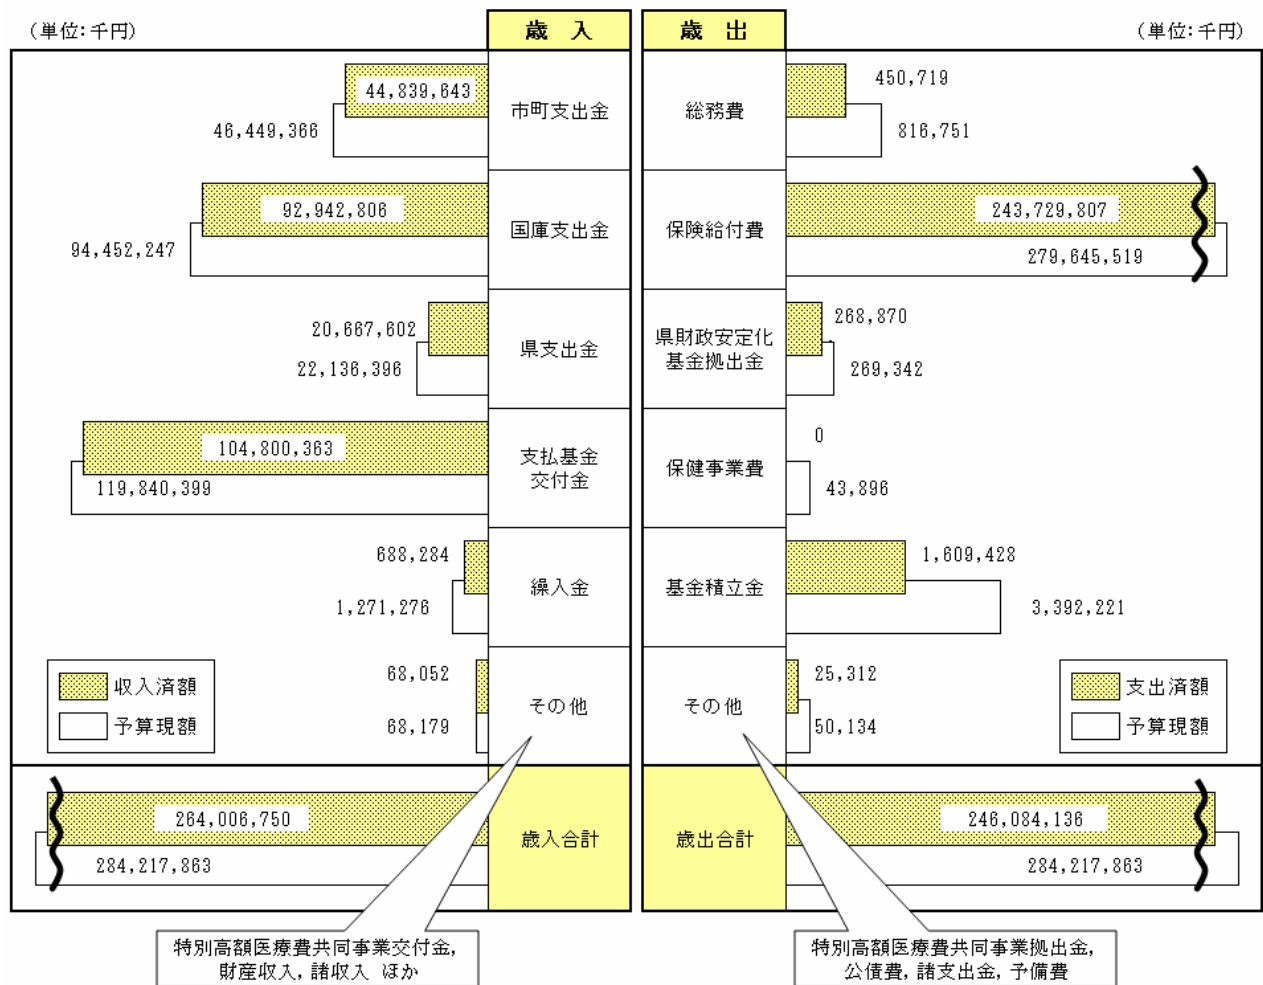 (単位:千円)
歳 入
歳 出
(単位:千円)
44,839,643
46,449,366
市町支出金
総務費
450,719
816,751
92,942,806
94,452,247
国庫支出金
保険給付費
243,729,807
279,645,519
20,667,602
22,136,396
県支出金
県財政安定化
基金拠出金
268,870
269,342
104,800,363
119,840,399
支払基金
交付金
保健事業費
0
43,896
688,284
1,271,276
繰入金
基金積立金
1,609,428
3,392,221
収入済額
予算現額
68,052
68,179
その他
その他
25,312
50,134
支出済額
予算現額
264,006,750
284,217,863
歳入合計
歳出合計
246,084,136
284,217,863
特別高額医療費共同事業交付金,
財産収入, 諸収入 ほか
特別高額医療費共同事業拠出金,
公債費, 諸支出金, 予備費